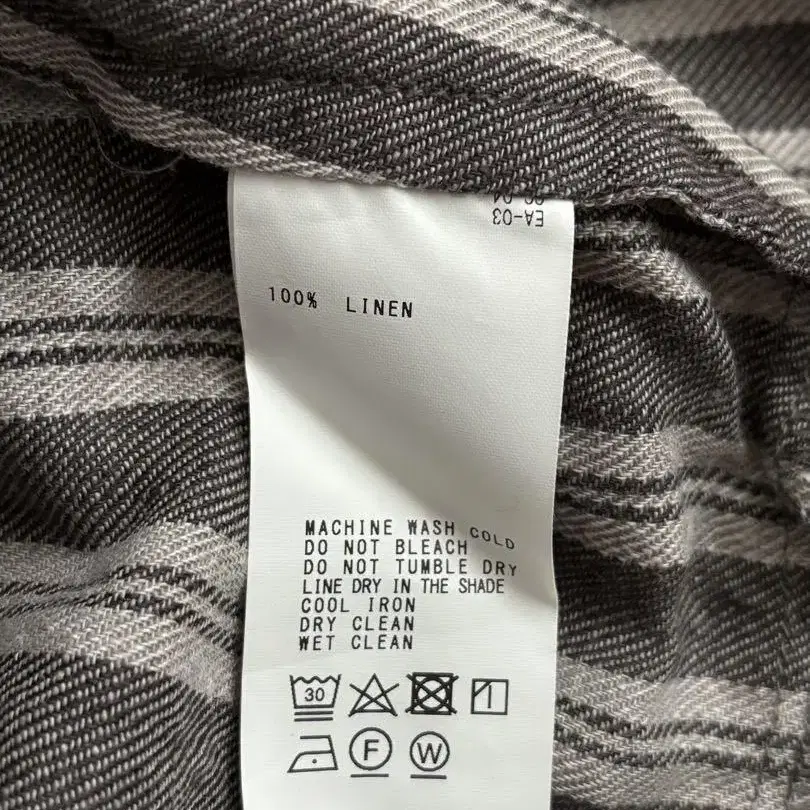 EA-03
100% LINEN
MACHINE WASH COLD
DO NOT BLEACH
DO NOT TUMBLE DRY
LINE DRY IN THE SHADE
COOL IRON
DRY CLEAN
WET CLEAN
30
F W